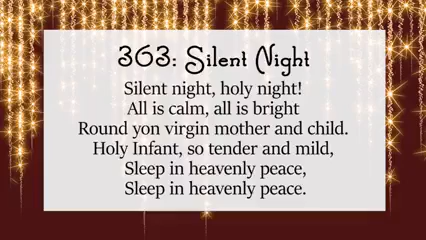 363: Silent Night
Silent night, holy night!
All is calm, all is bright
Round yon virgin mother and child.
Holy Infant, so tender and mild,
Sleep in heavenly peace,
Sleep in heavenly peace.